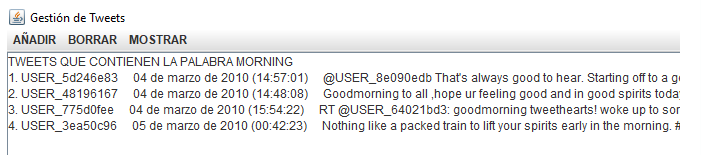 Gestión de Tweets
AÑADIR BORRAR MOSTRAR
TWEETS QUE CONTIENEN LA PALABRA MORNING
1. USER_5d246e83 04 de marzo de 2010 (14:57:01) @USER_8e090edb That's always good to hear. Starting off to a
2. USER_48196167 04 de marzo de 2010 (14:48:08) Goodmorning to all ,hope ur feeling good and in good spirits toda
3. USER_775d0fee 04 de marzo de 2010 (15:54:22) RT @USER_64021bd3: goodmorning tweethearts! woke up to
4. USER_3ea50c96 05 de marzo de 2010 (00:42:23) Nothing like a packed train to lift your spirits early in the morning. #